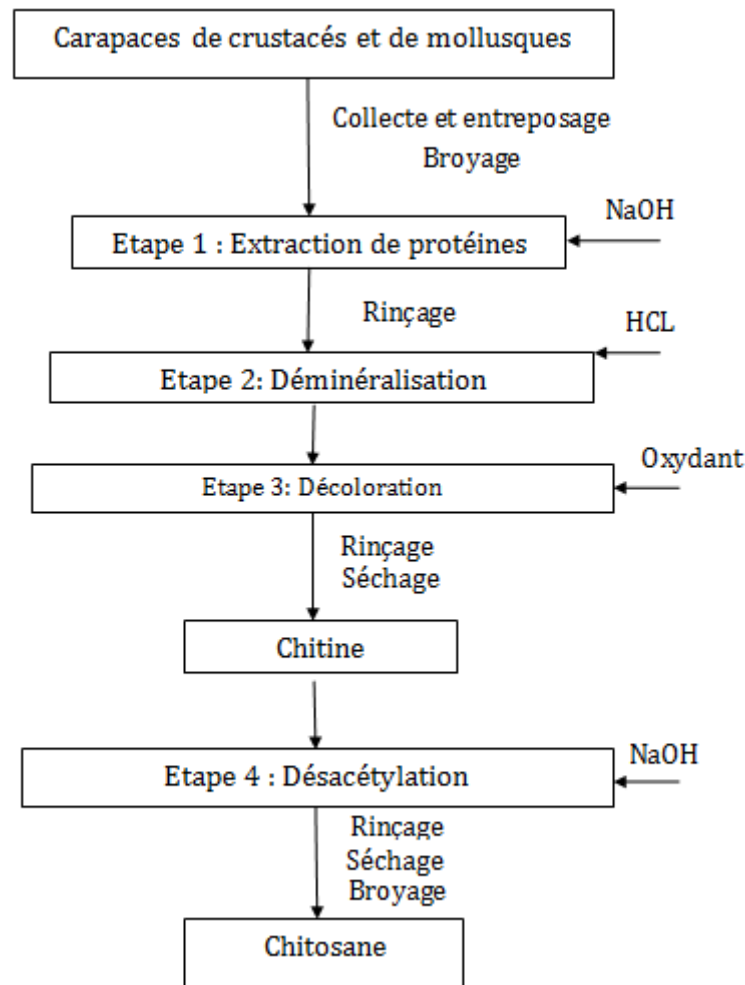 Carapaces de crustacés et de mollusques
Collecte et entreposage
Broyage
NaOH
Etape 1 : Extraction de protéines
Rinçage
HCL
Etape 2: Déminéralisation
Oxydant
Etape 3: Décoloration
Rinçage
Séchage
Chitine
NaOH
Etape 4 : Désacétylation
Rinçage
Séchage
Broyage
Chitosane